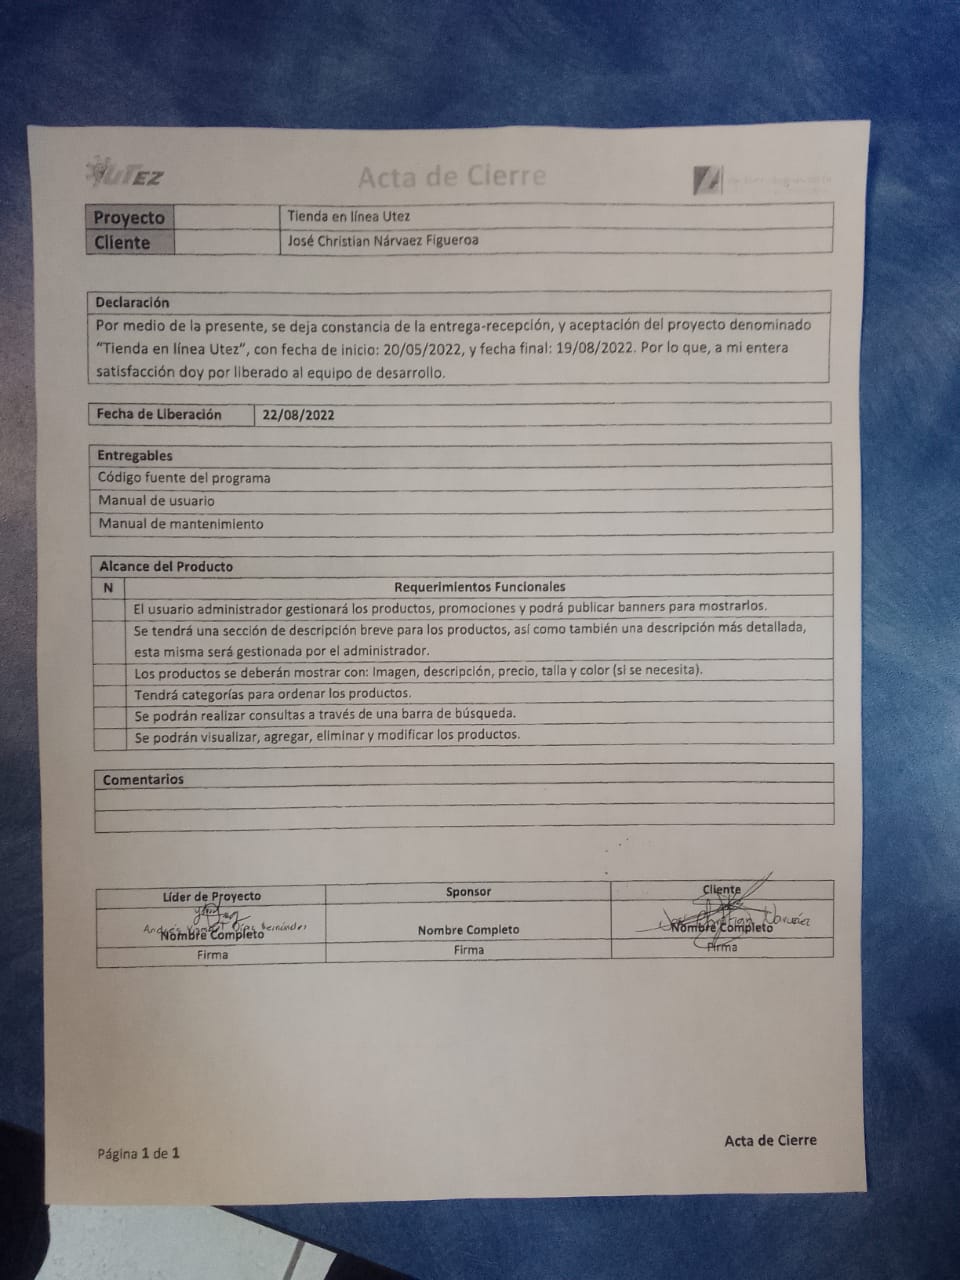 UTEZ
Acta de Cierre
Proyecto Tienda en línea Utez
Cliente José Christian Nárvaez Figueroa
Declaración
Por medio de la presente, se deja constancia de la entrega-recepción, y aceptación del proyecto denominado
“Tienda en línea Utez”, con fecha de inicio: 20/05/2022, y fecha final: 19/08/2022. Por lo que, a mi entera
satisfacción doy por liberado al equipo de desarrollo.
Fecha de Liberación 22/08/2022
Entregables
Código fuente del programa
Manual de usuario
Manual de mantenimiento
Alcance del Producto
N Requerimientos Funcionales
El usuario administrador gestionará los productos, promociones y podrá publicar banners para mostrarlos.
Se tendrá una sección de descripción breve para los productos, así como también una descripción más detallada,
esta misma será gestionada por el administrador.
Los productos se deberán mostrar con: Imagen, descripción, precio, talla y color (si se necesita).
Tendrá categorías para ordenar los productos.
Se podrán realizar consultas a través de una barra de búsqueda.
Se podrán visualizar, agregar, eliminar y modificar los productos.
Comentarios
Líder de Proyecto Sponsor Cliente
Nombre Completo Nombre Completo Nombre Completo
Firma Firma Firma
Página 1 de 1 Acta de Cierre